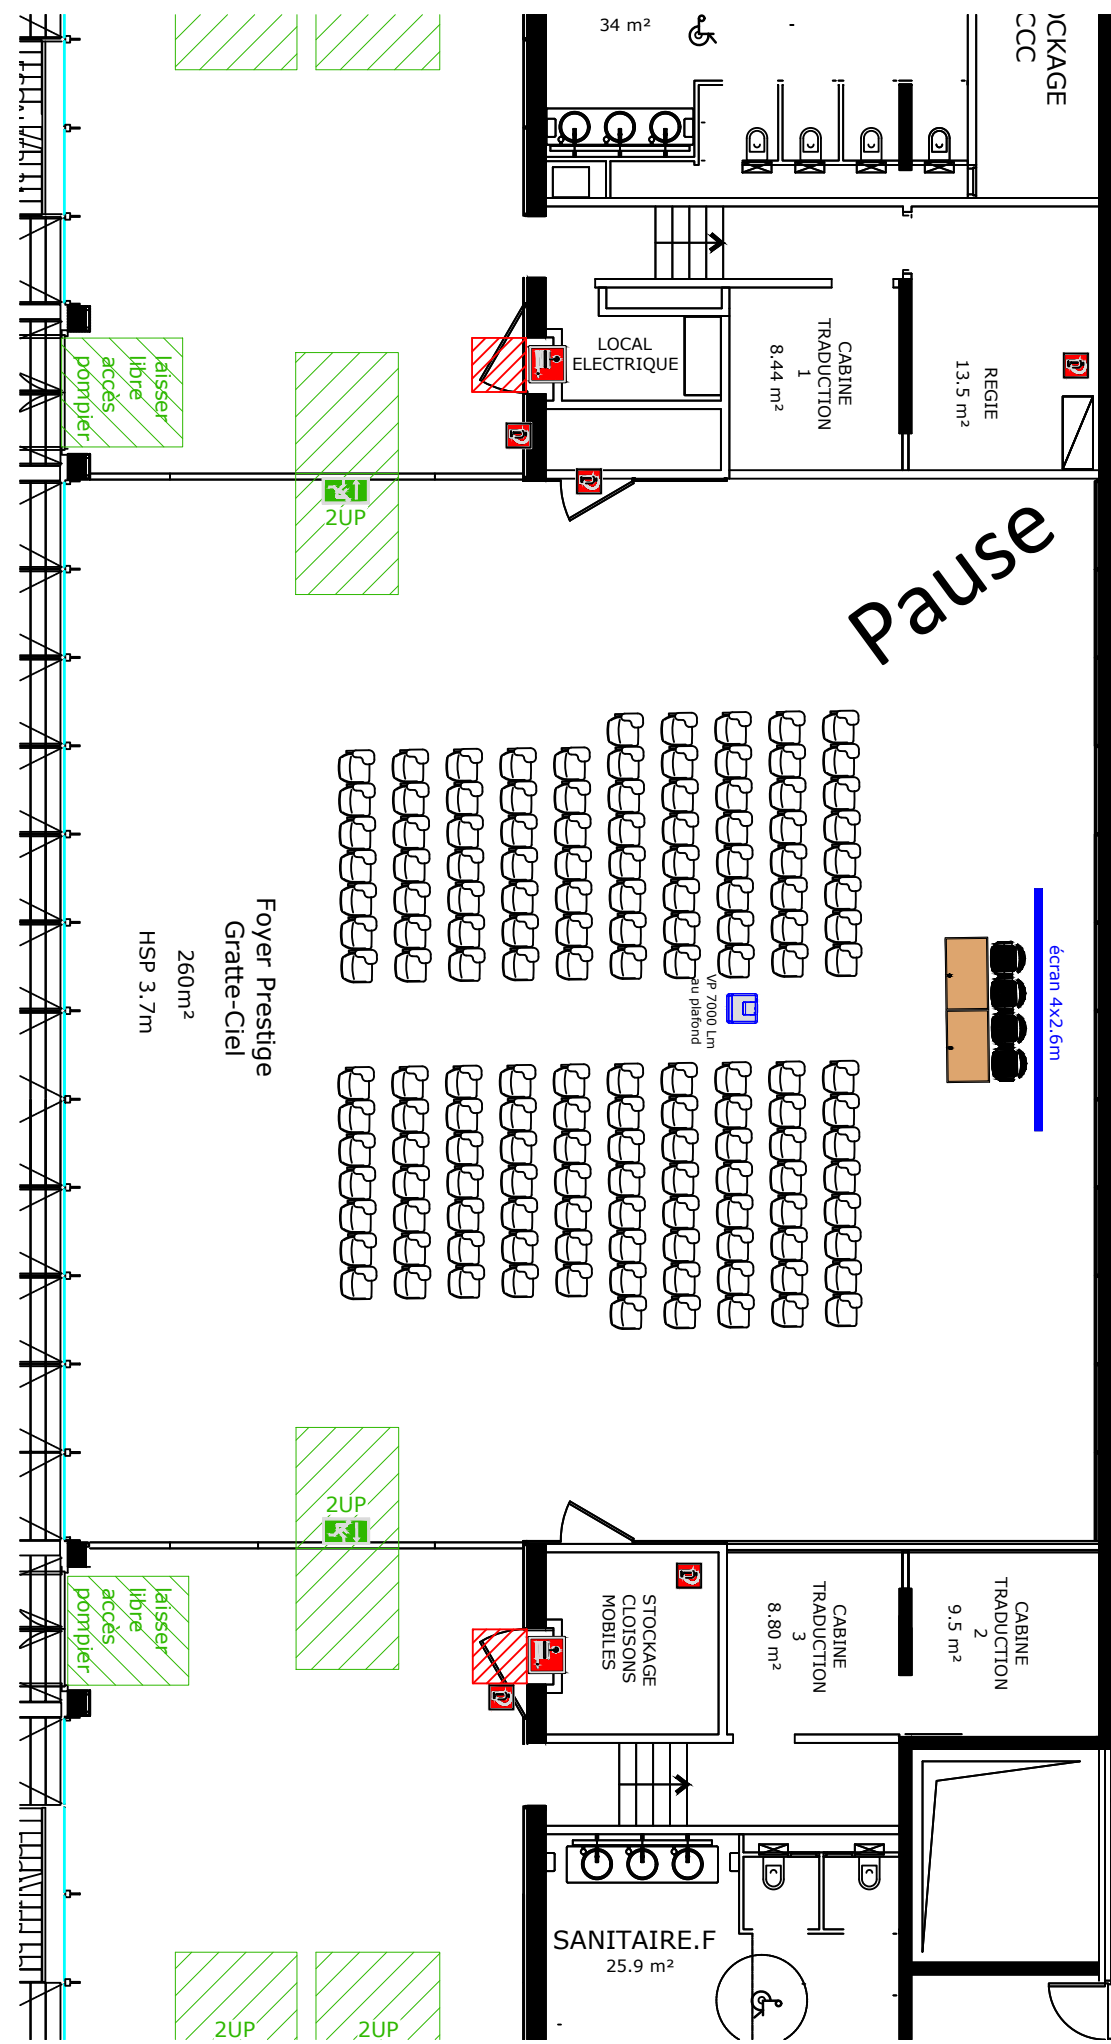 34 m²
OCKAGE
CCC
LOCAL
ELECTRIQUE
CABINE
TRADUCTION
1
8.44 m²
REGIE
13.5 m²
laisser
libre
accès
pompier
2UP
Pause
écran 4x2.6m
VP 7000 Lm
au plafond
Foyer Prestige
Gratte-Ciel
260m²
HSP 3.7m
2UP
laisser
libre
accès
pompier
STOCKAGE
CLOISONS
MOBILES
CABINE
TRADUCTION
3
8.80 m²
CABINE
TRADUCTION
2
9.5 m²
SANITAIRE.F
25.9 m²
2UP
2UP